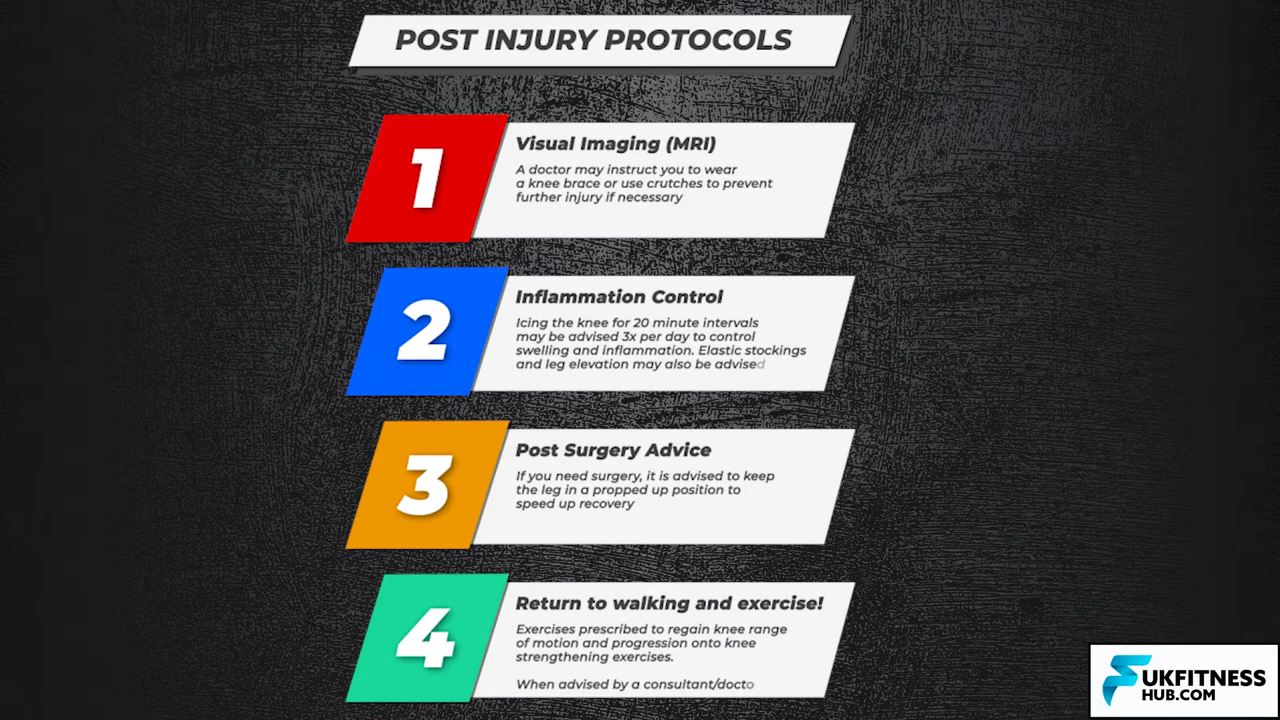 POST INJURY PROTOCOLS
1
Visual Imaging (MRI)
A doctor may instruct you to wear
a knee brace or use crutches to prevent
further injury if necessary
2
Inflammation Control
Icing the knee for 20 minute intervals
may be advised 3x per day to control
swelling and inflammation. Elastic stockings
and leg elevation may also be advised
3
Post Surgery Advice
If you need surgery, it is advised to keep
the leg in a propped up position to
speed up recovery
4
Return to walking and exercise!
Exercises prescribed to regain knee range
of motion and progression onto knee
strengthening exercises.
When advised by a consultant/docto
UKFITNESS
HUB.COM